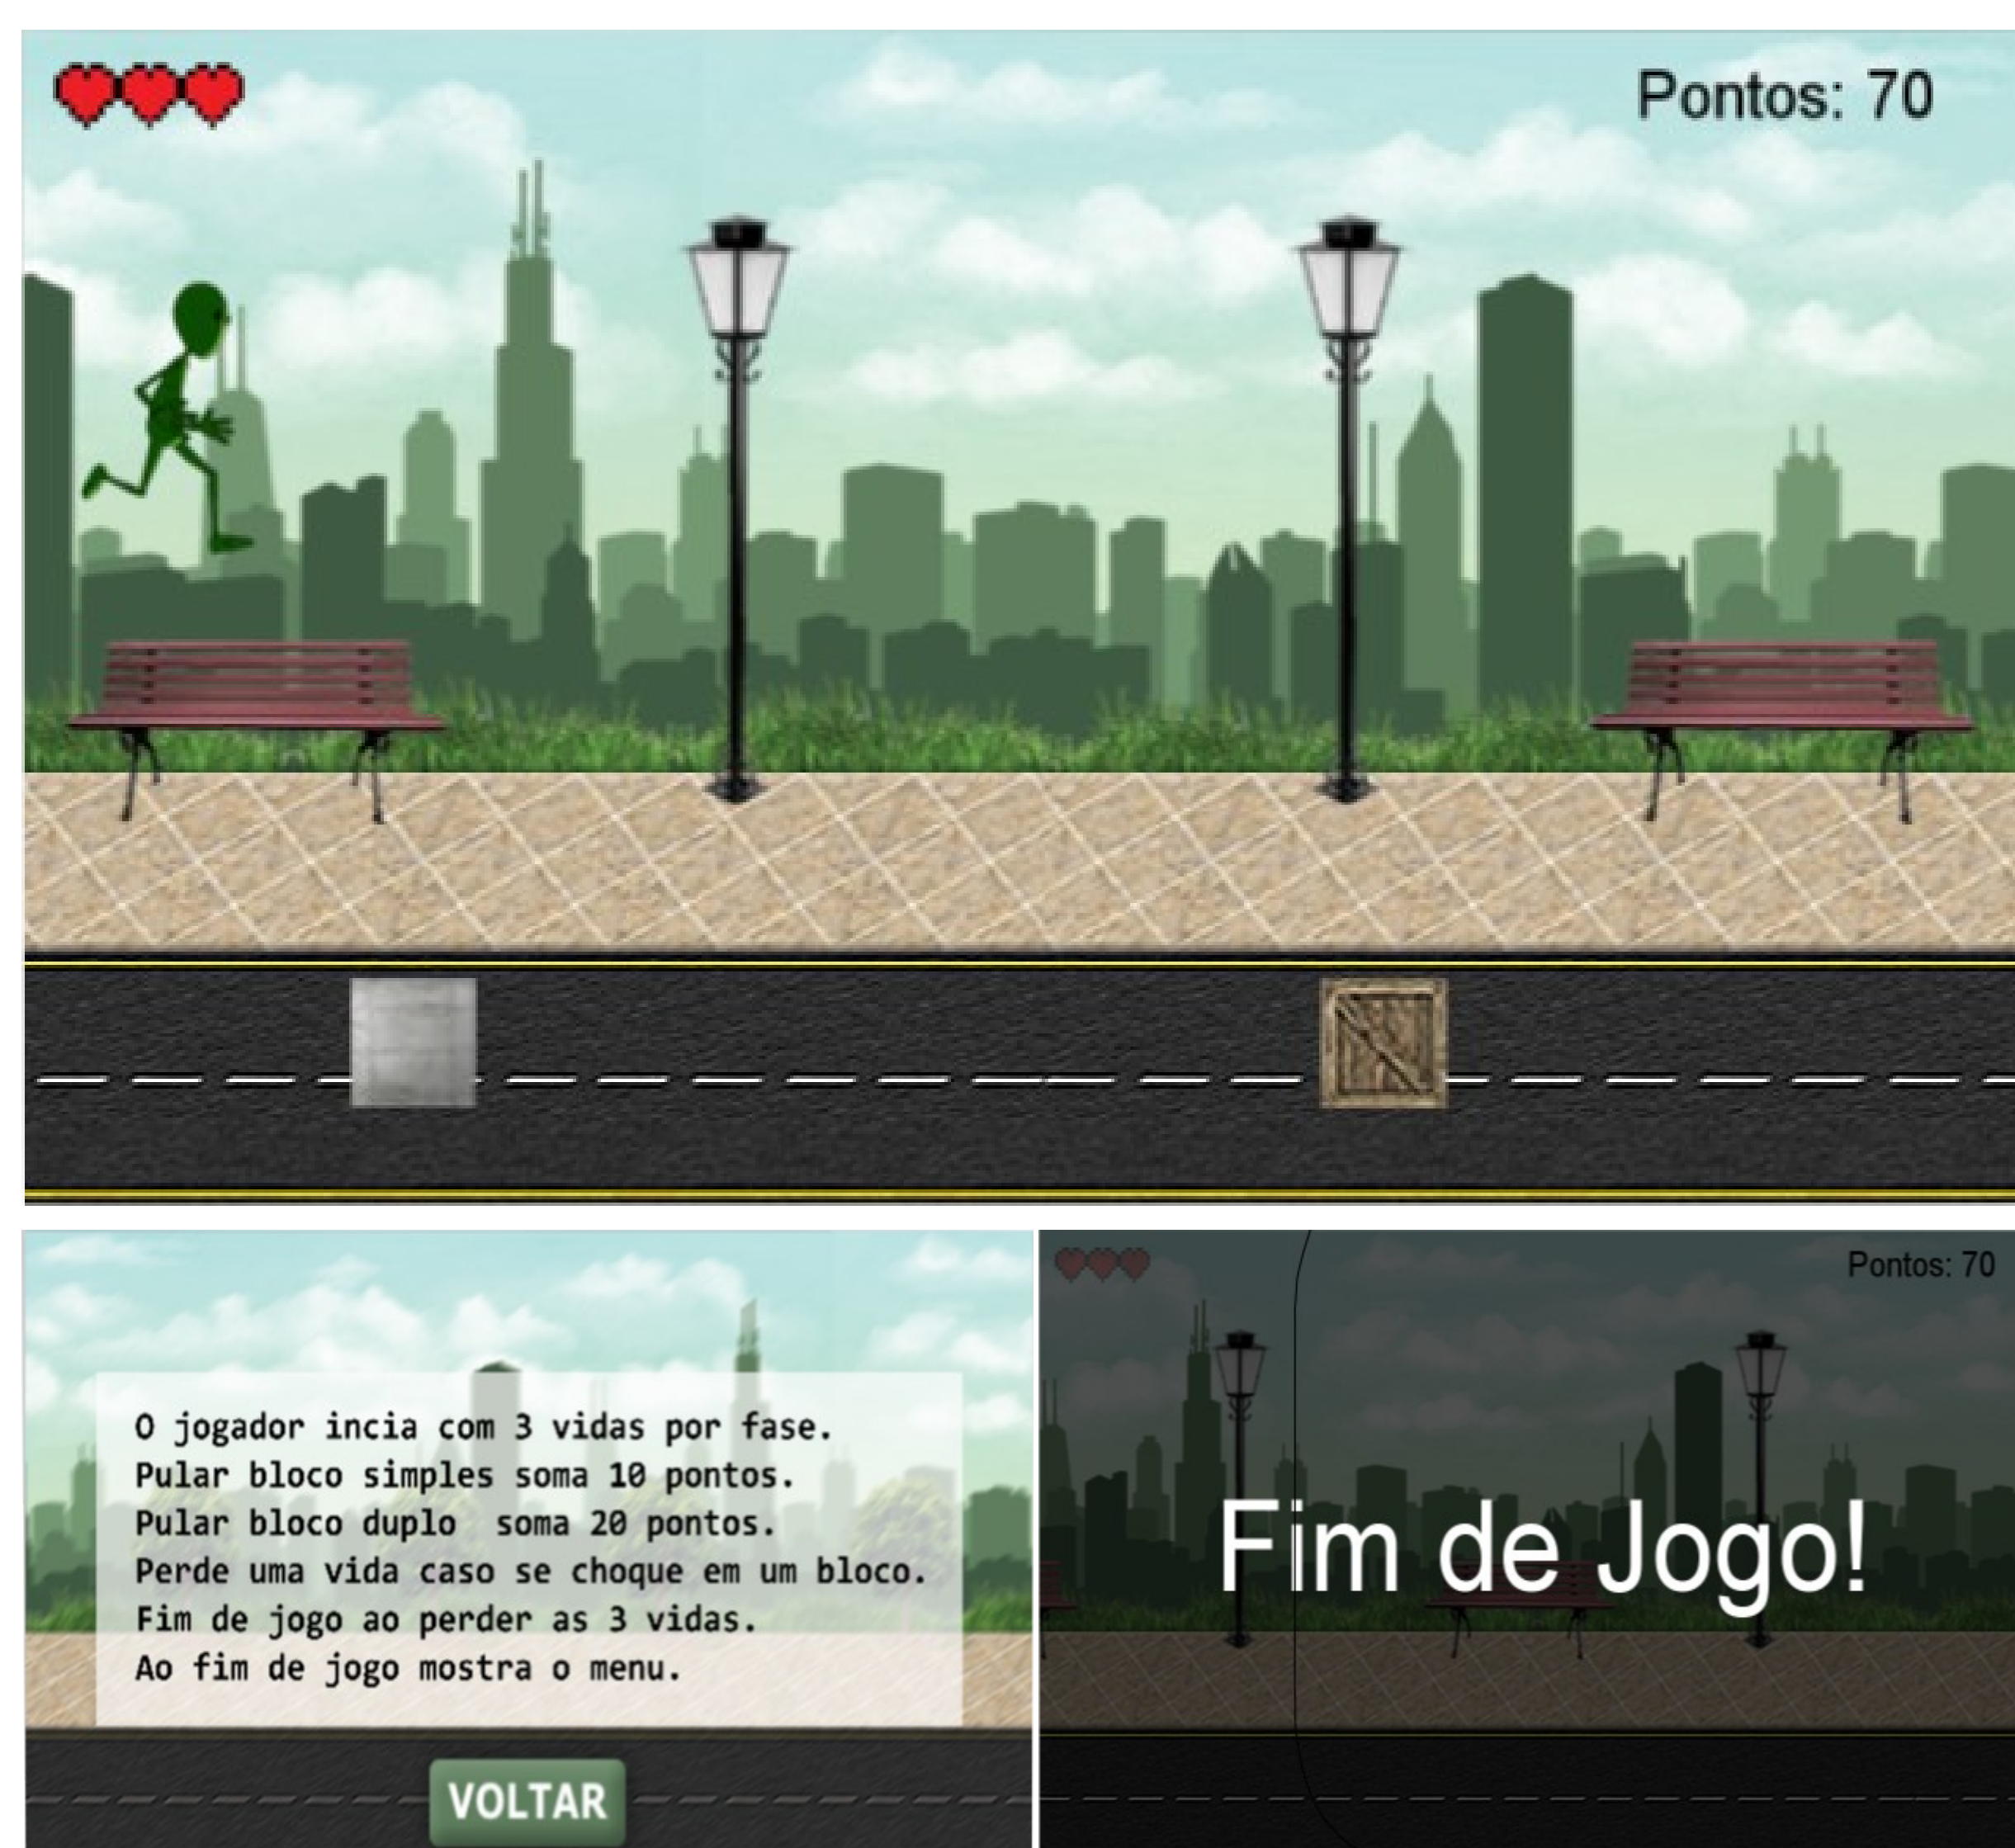 Pontos: 70
O jogador incia com 3 vidas por fase.
Pular bloco simples soma 10 pontos.
Pular bloco duplo  soma 20 pontos.
Perde uma vida caso se choque em um bloco.
Fim de jogo ao perder as 3 vidas.
Ao fim de jogo mostra o menu.
VOLTAR
Pontos: 70
Fim de Jogo!